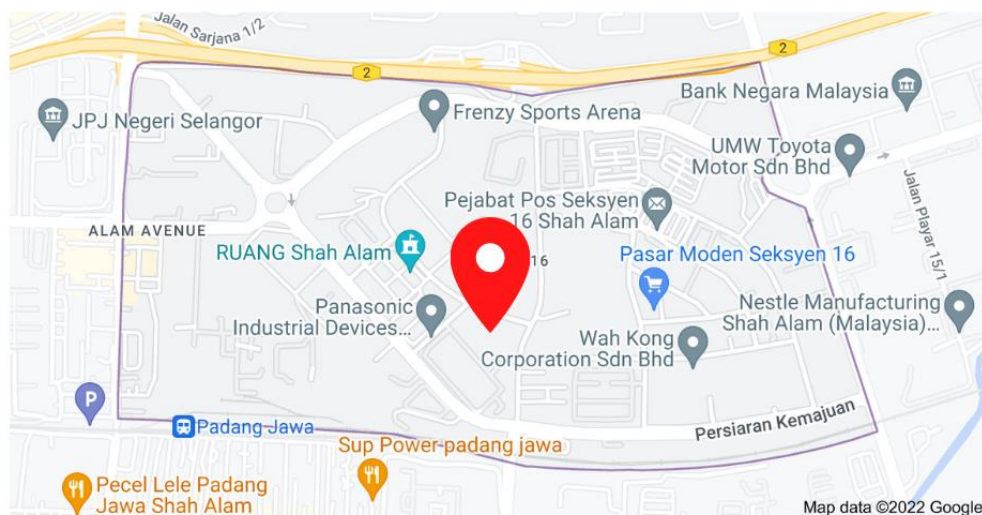 Jalan Sarjana 1/2
2
2
Bank Negara Malaysia
JPJ Negeri Selangor
Frenzy Sports Arena
UMW Toyota
Motor Sdn Bhd
Jalan Playar 15/1
Pejabat Pos Seksyen
16 Shah Alam
ALAM AVENUE
RUANG Shah Alam
16
Pasar Moden Seksyen 16
Panasonic
Industrial Devices...
Nestle Manufacturing
Shah Alam (Malaysia)...
Wah Kong
Corporation Sdn Bhd
P
Padang Jawa
Persiaran Kemajuan
Sup Power-padang jawa
Pecel Lele Padang
Jawa Shah Alam
Map data ©2022 Google